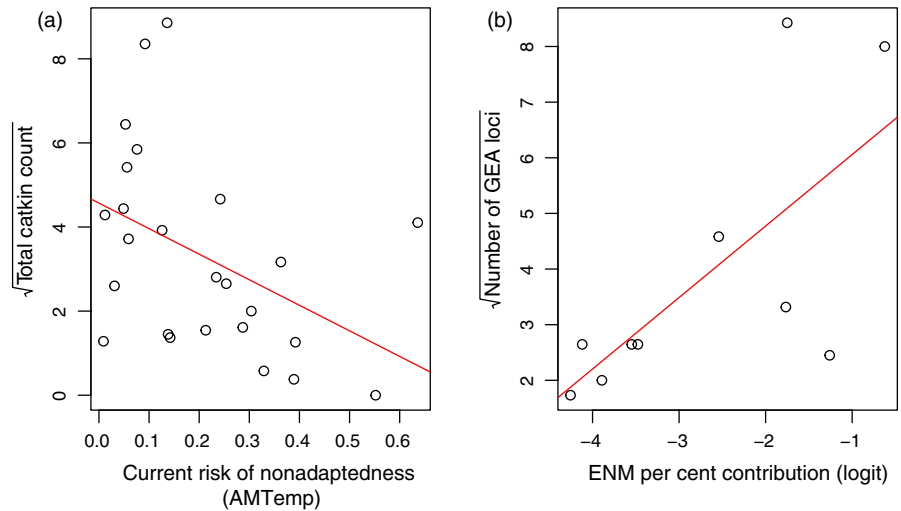 (a)
√Total catkin count
8
6
4
2
0
0.0 0.1 0.2 0.3 0.4 0.5 0.6
Current risk of nonadaptedness
(AMTemp)
(b)
√Number of GEA loci
8
7
6
5
4
3
2
−4 −3 −2 −1
ENM per cent contribution (logit)